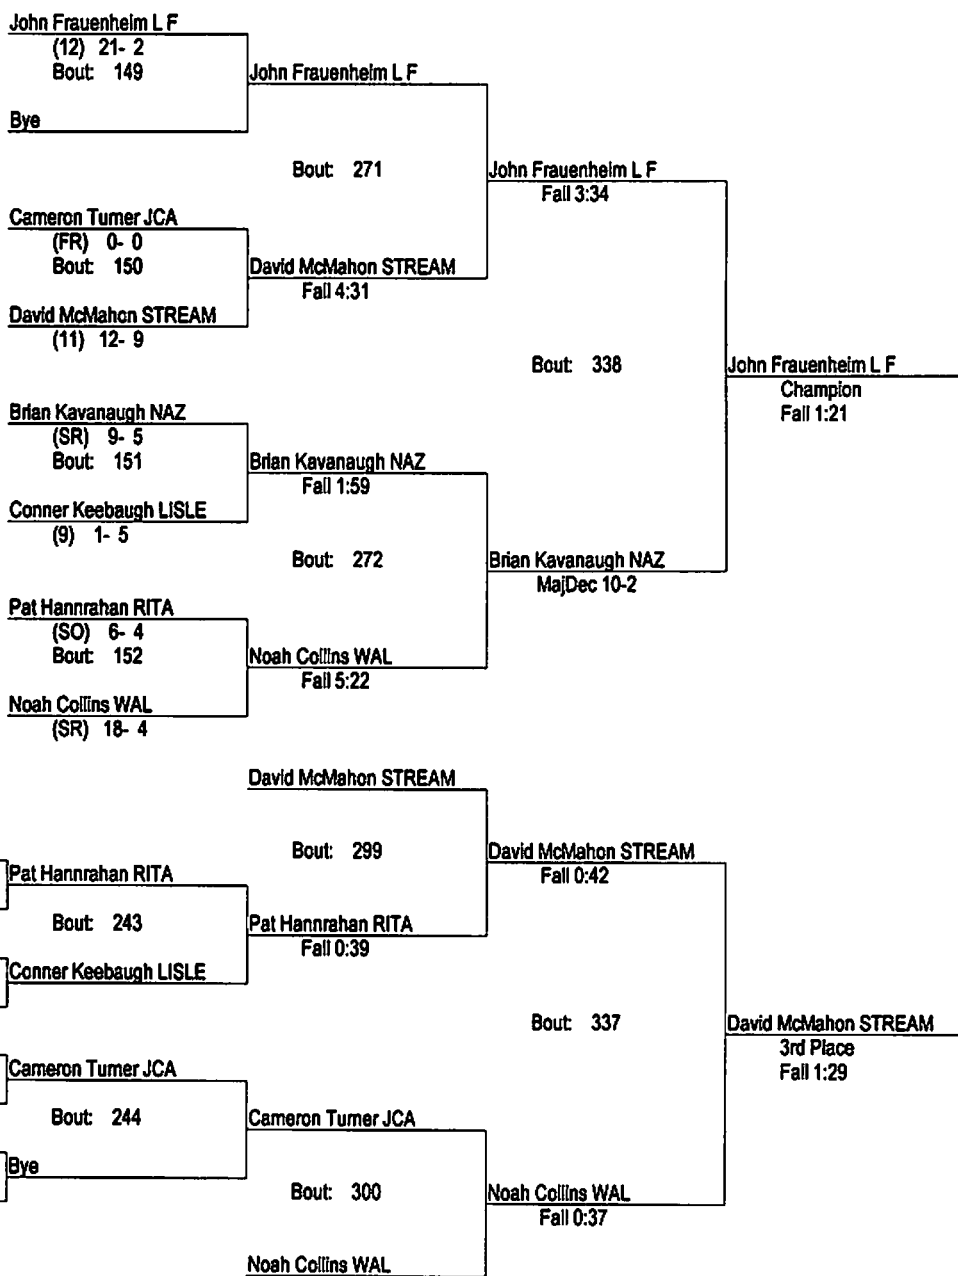 John Frauenheim L F
(12) 21- 2
Bout: 149
John Frauenheim L F
Bye
Bout: 271
John Frauenheim L F
Fall 3:34
Cameron Turner JCA
(FR) 0- 0
Bout: 150
David McMahon STREAM
Fall 4:31
David McMahon STREAM
(11) 12- 9
Bout: 338
John Frauenheim L F
Champion
Fall 1:21
Brian Kavanaugh NAZ
(SR) 9- 5
Bout: 151
Brian Kavanaugh NAZ
Fall 1:59
Conner Keebaugh LISLE
(9) 1- 5
Bout: 272
Brian Kavanaugh NAZ
MajDec 10-2
Pat Hannrahan RITA
(SO) 6- 4
Bout: 152
Noah Collins WAL
Fall 5:22
Noah Collins WAL
(SR) 18- 4
David McMahon STREAM
Bout: 299
David McMahon STREAM
Fall 0:42
Pat Hannrahan RITA
Bout: 243
Pat Hannrahan RITA
Fall 0:39
Conner Keebaugh LISLE
Bout: 337
David McMahon STREAM
3rd Place
Fall 1:29
Cameron Turner JCA
Bout: 244
Cameron Turner JCA
Bye
Bout: 300
Noah Collins WAL
Fall 0:37
Noah Collins WAL